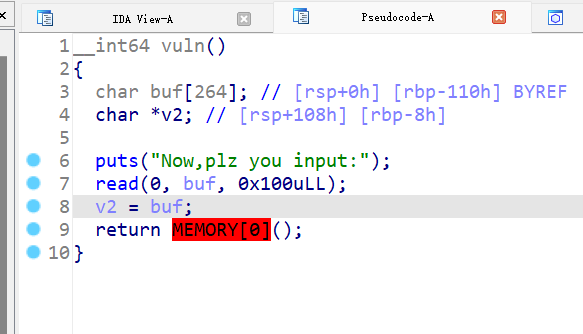 IDA View-A
Pseudocode-A
1 __int64 vuln()
2 {
3 char buf[264]; // [rsp+0h] [rbp-110h] BYREF
4 char *v2; // [rsp+108h] [rbp-8h]
5
6 puts("Now,plz you input:");
7 read(0, buf, 0x100uLL);
8 v2 = buf;
9 return MEMORY[0]();
10 }